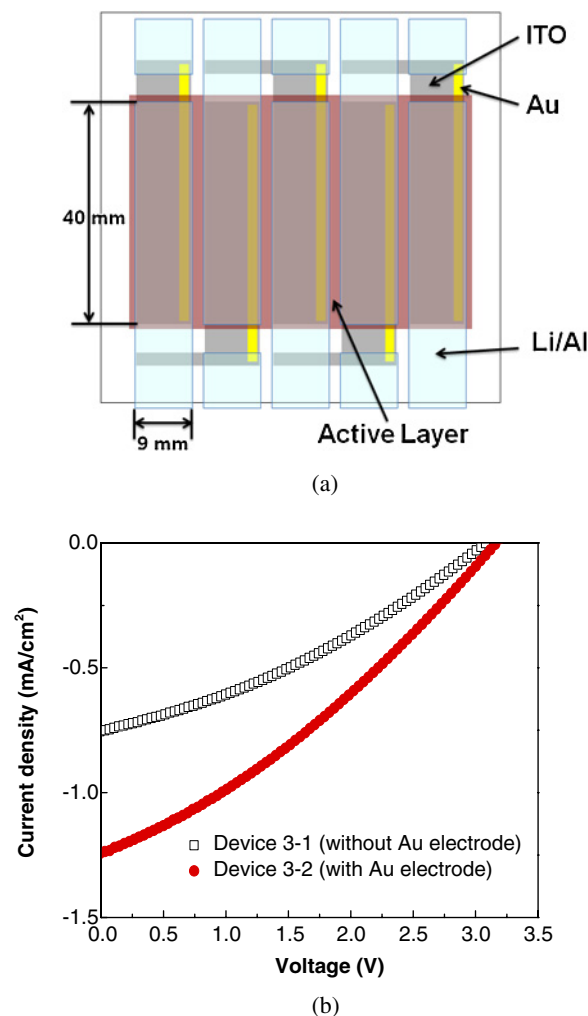 ITO
Au
40 mm
Li/Al
Active Layer
9 mm
(a)
0.0
-0.5
-1.0
-1.5
Current density (mA/cm²)
Device 3-1 (without Au electrode)
Device 3-2 (with Au electrode)
0.0 0.5 1.0 1.5 2.0 2.5 3.0 3.5
Voltage (V)
(b)